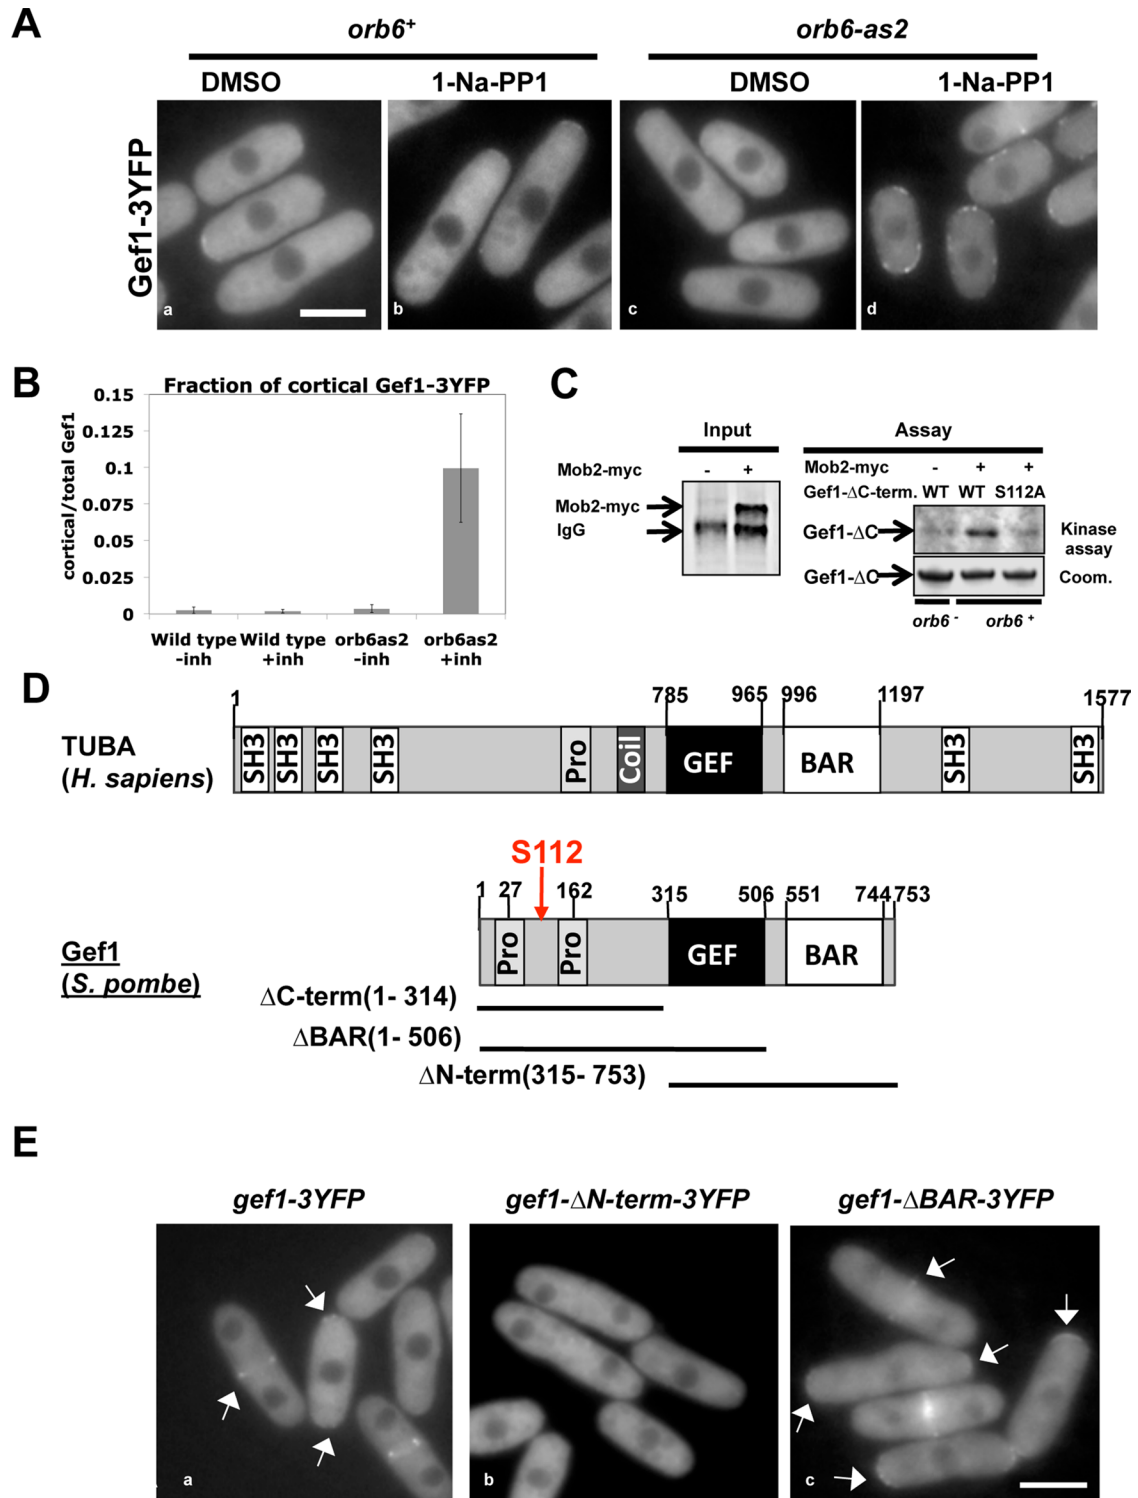 A
orb6+
orb6-as2
DMSO
1-Na-PP1
DMSO
1-Na-PP1
Gef1-3YFP
a
b
c
d
B
Fraction of cortical Gef1-3YFP
cortical/total Gef1
0.15
0.125
0.1
0.075
0.05
0.025
0
Wild type -inh
Wild type +inh
orb6as2 -inh
orb6as2 +inh
C
Input
Assay
Mob2-myc - +
Mob2-myc
IgG
Mob2-myc - + +
Gef1-ΔC-term. WT WT S112A
Gef1-ΔC
Kinase assay
Gef1-ΔC
Coom.
orb6 -
orb6 +
D
1 785 965 996 1197 1577
TUBA
(H. sapiens)
SH3 SH3 SH3 SH3 Pro Coil GEF BAR SH3 SH3
S112
1 27 162 315 506 551 744 753
Gef1
(S. pombe)
Pro Pro GEF BAR
ΔC-term(1- 314)
ΔBAR(1- 506)
ΔN-term(315- 753)
E
gef1-3YFP
gef1-ΔN-term-3YFP
gef1-ΔBAR-3YFP
a
b
c